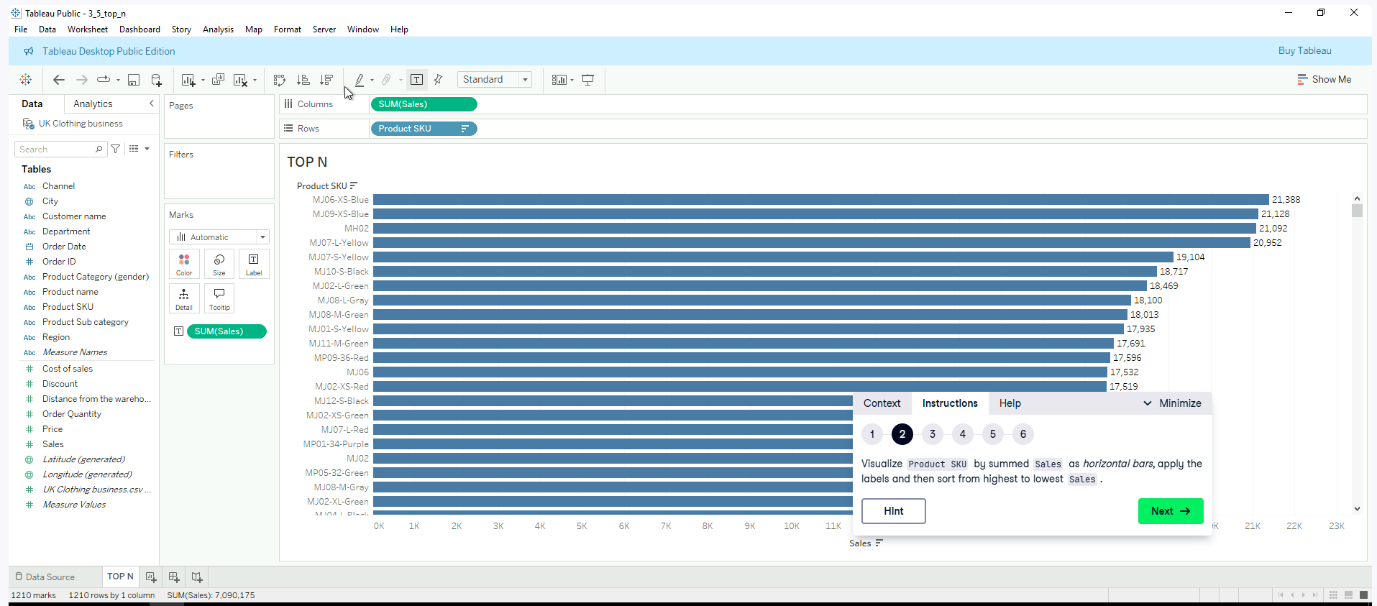 Tableau Public - 3_5_top_n
File Data Worksheet Dashboard Story Analysis Map Format Server Window Help
Tableau Desktop Public Edition Buy Tableau
Standard Show Me
Data Analytics
Pages
Columns SUM(Sales)
UK Clothing business
Rows Product SKU
Search
Filters
TOP N
Tables
Abc Channel
City
Abc Customer name
Abc Department
Order Date
Order ID
Abc Product Category (gender)
Abc Product name
Abc Product SKU
Abc Product Sub category
Abc Region
Abc Measure Names
Cost of sales
Discount
Distance from the wareho...
Order Quantity
Price
Sales
Latitude (generated)
Longitude (generated)
UK Clothing business.csv ...
Measure Values
Marks
Automatic
Color Size Label
Detail Tooltip
SUM(Sales)
Product SKU
MJ06-XS-Blue 21,388
MJ09-XS-Blue 21,128
MH02 21,092
MJ07-L-Yellow 20,952
MJ07-S-Yellow 19,104
MJ10-S-Black 18,717
MJ02-L-Green 18,469
MJ08-L-Gray 18,100
MJ08-M-Green 18,013
MJ01-S-Yellow 17,935
MJ11-M-Green 17,691
MP09-36-Red 17,596
MJ06 17,532
MJ02-XS-Red 17,519
MJ12-S-Black
MJ02-XS-Green
MJ07-L-Red
MP01-34-Purple
MJ02
MP05-32-Green
MJ08-M-Gray
MJ02-XL-Green
MJ04-L-Black
0K 1K 2K 3K 4K 5K 6K 7K 8K 9K 10K 11K 21K 22K 23K
Sales
Context Instructions Help Minimize
1 2 3 4 5 6
Visualize Product SKU by summed Sales as horizontal bars, apply the
labels and then sort from highest to lowest Sales .
Hint Next
Data Source TOP N
1210 marks 1210 rows by 1 column SUM(Sales): 7,090,175